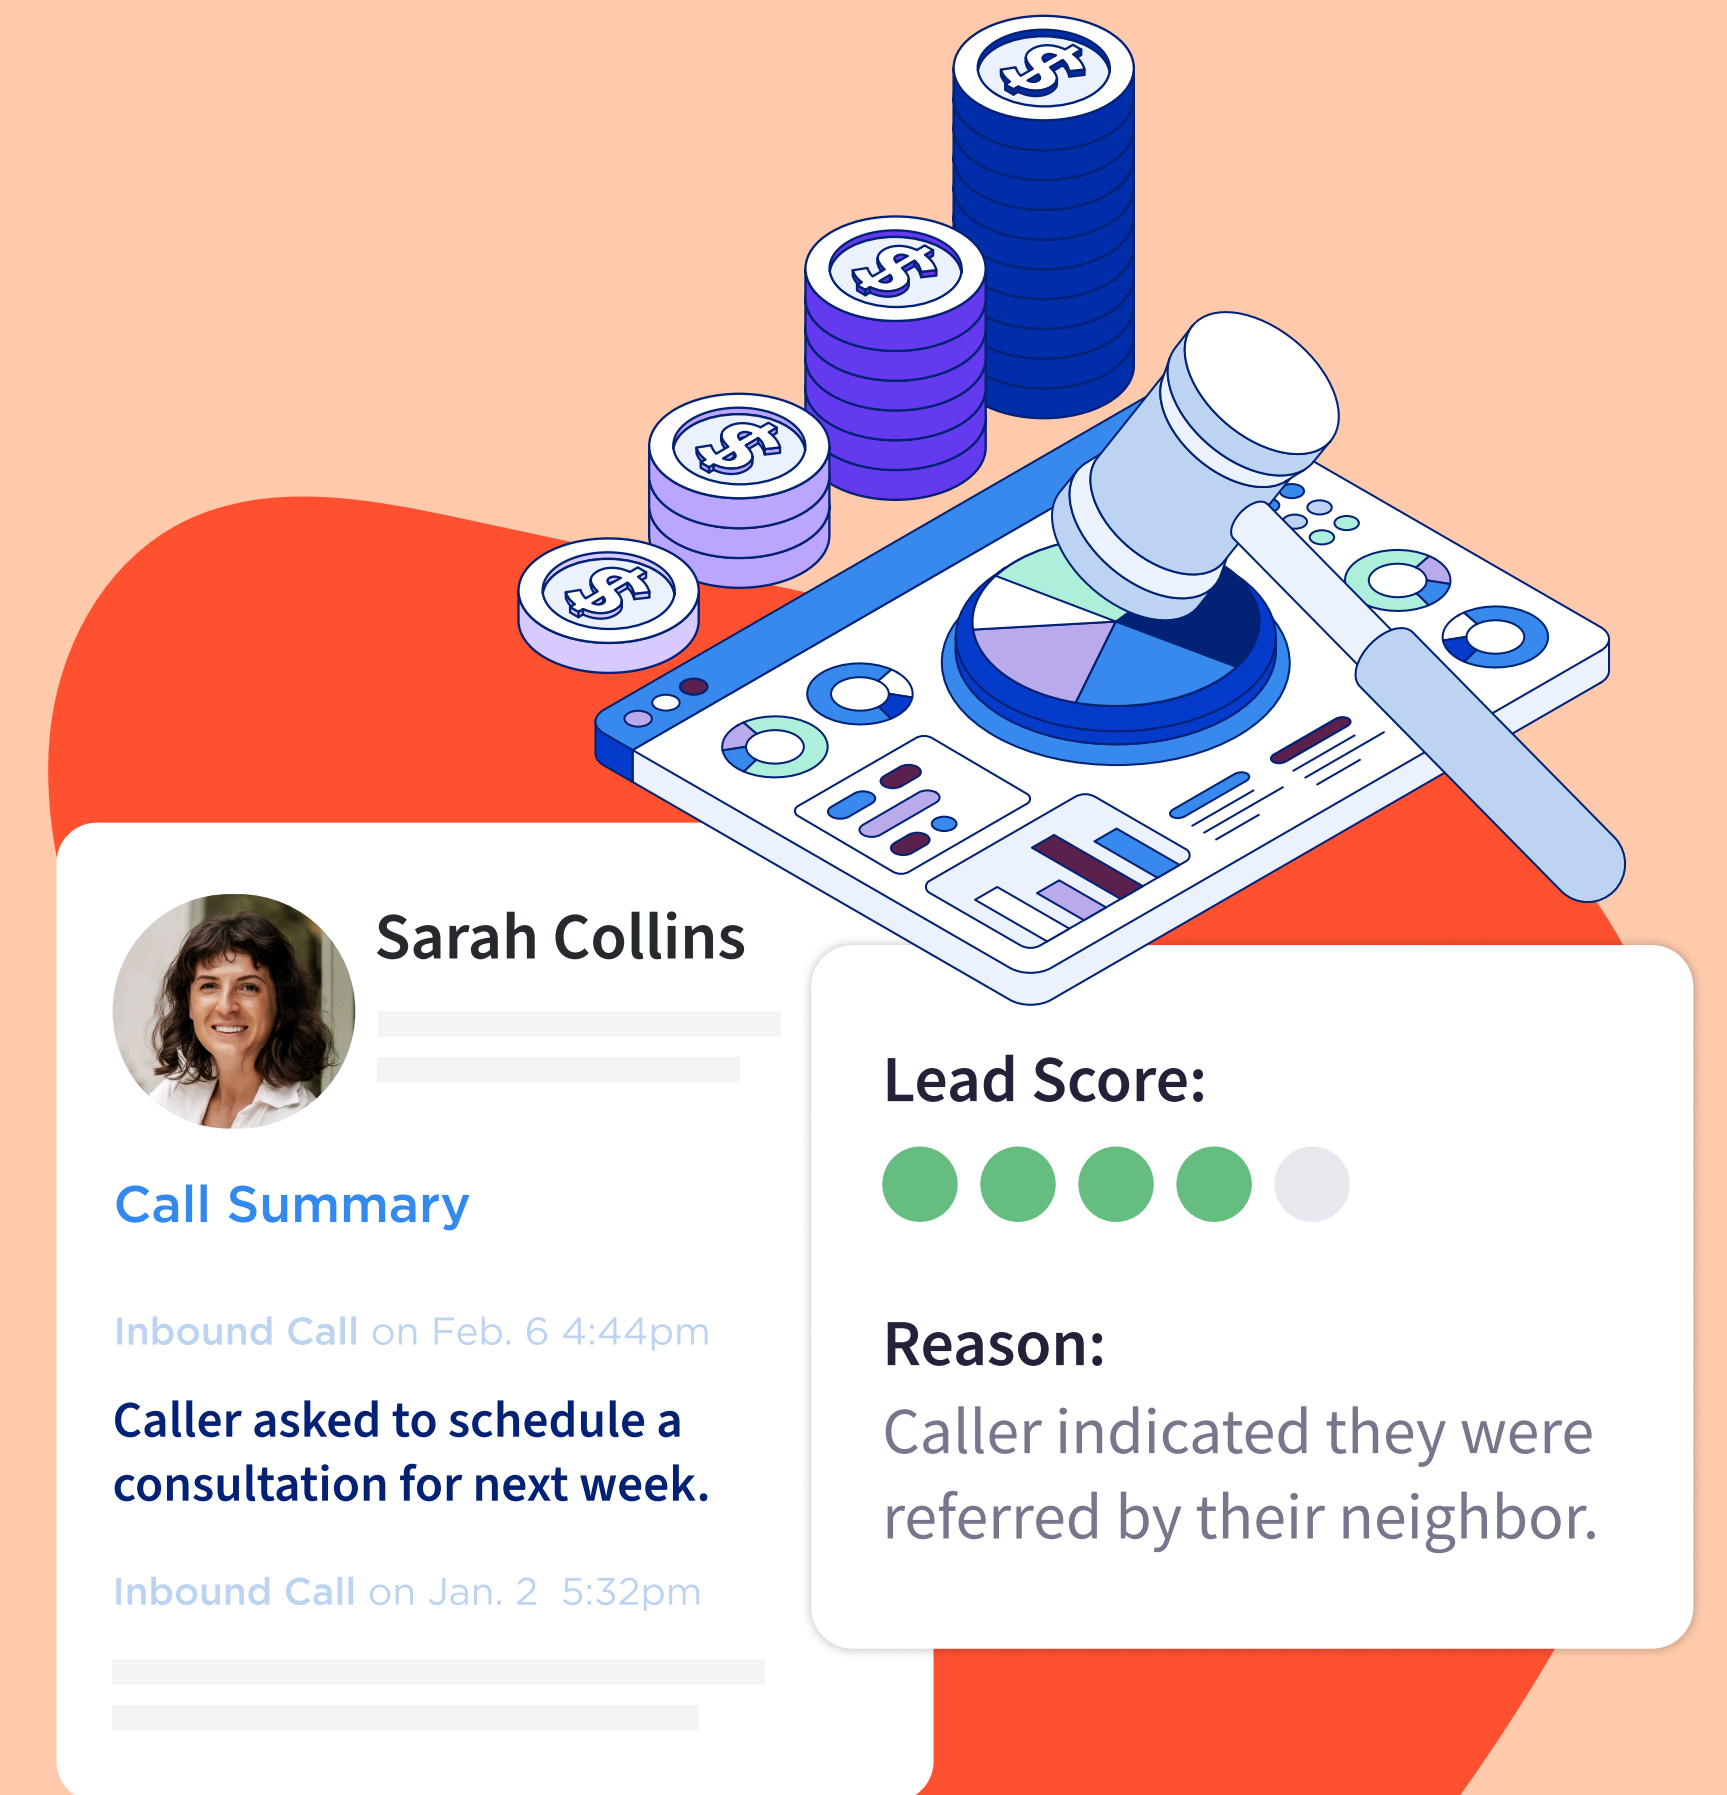 Sarah Collins
Call Summary
Inbound Call on Feb. 6 4:44pm
Caller asked to schedule a
consultation for next week.
Inbound Call on Jan. 2 5:32pm
Lead Score:
Reason:
Caller indicated they were
referred by their neighbor.
$
$
$
$